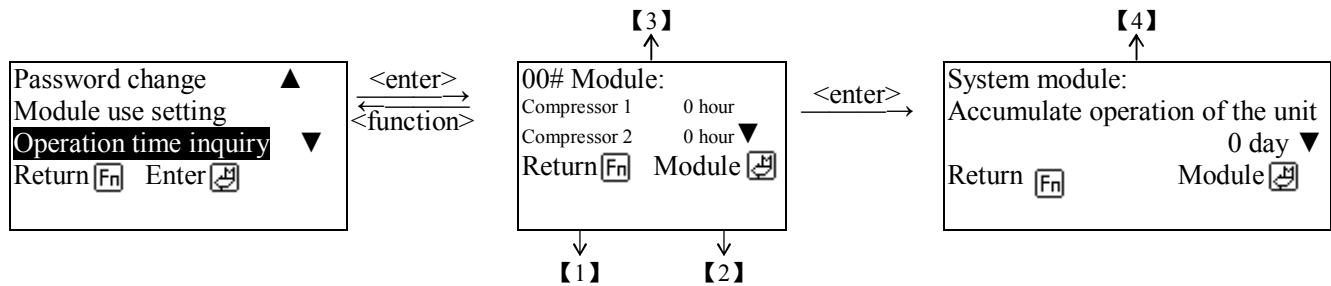 【3】
【4】
Password change ▲
Module use setting
Operation time inquiry ▼
Return Fn Enter M
<enter>
<function>
00# Module:
Compressor 1 0 hour
Compressor 2 0 hour ▼
Return Fn Module M
<enter>
System module:
Accumulate operation of the unit
0 day ▼
Return Fn Module M
【1】
【2】